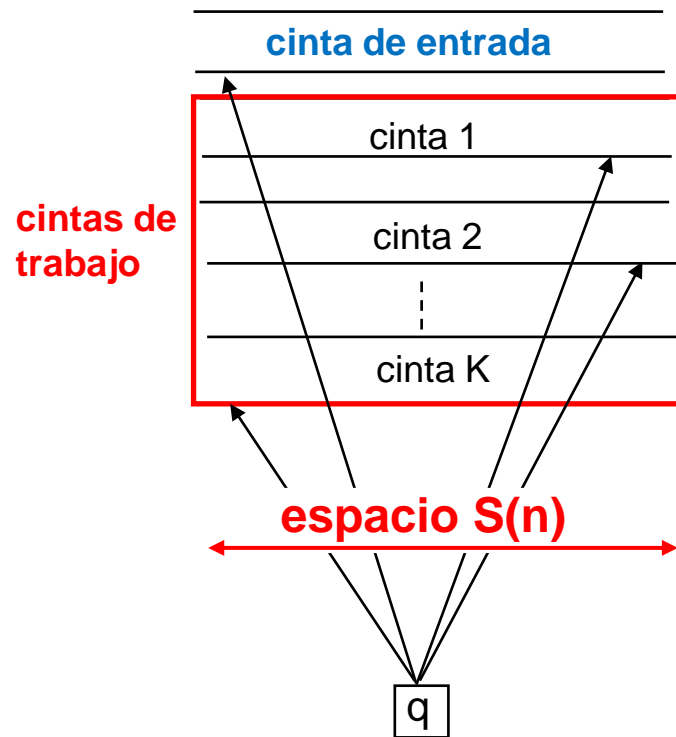 cinta de entrada
cinta 1
cintas de
trabajo
cinta 2
cinta K
espacio S(n)
q